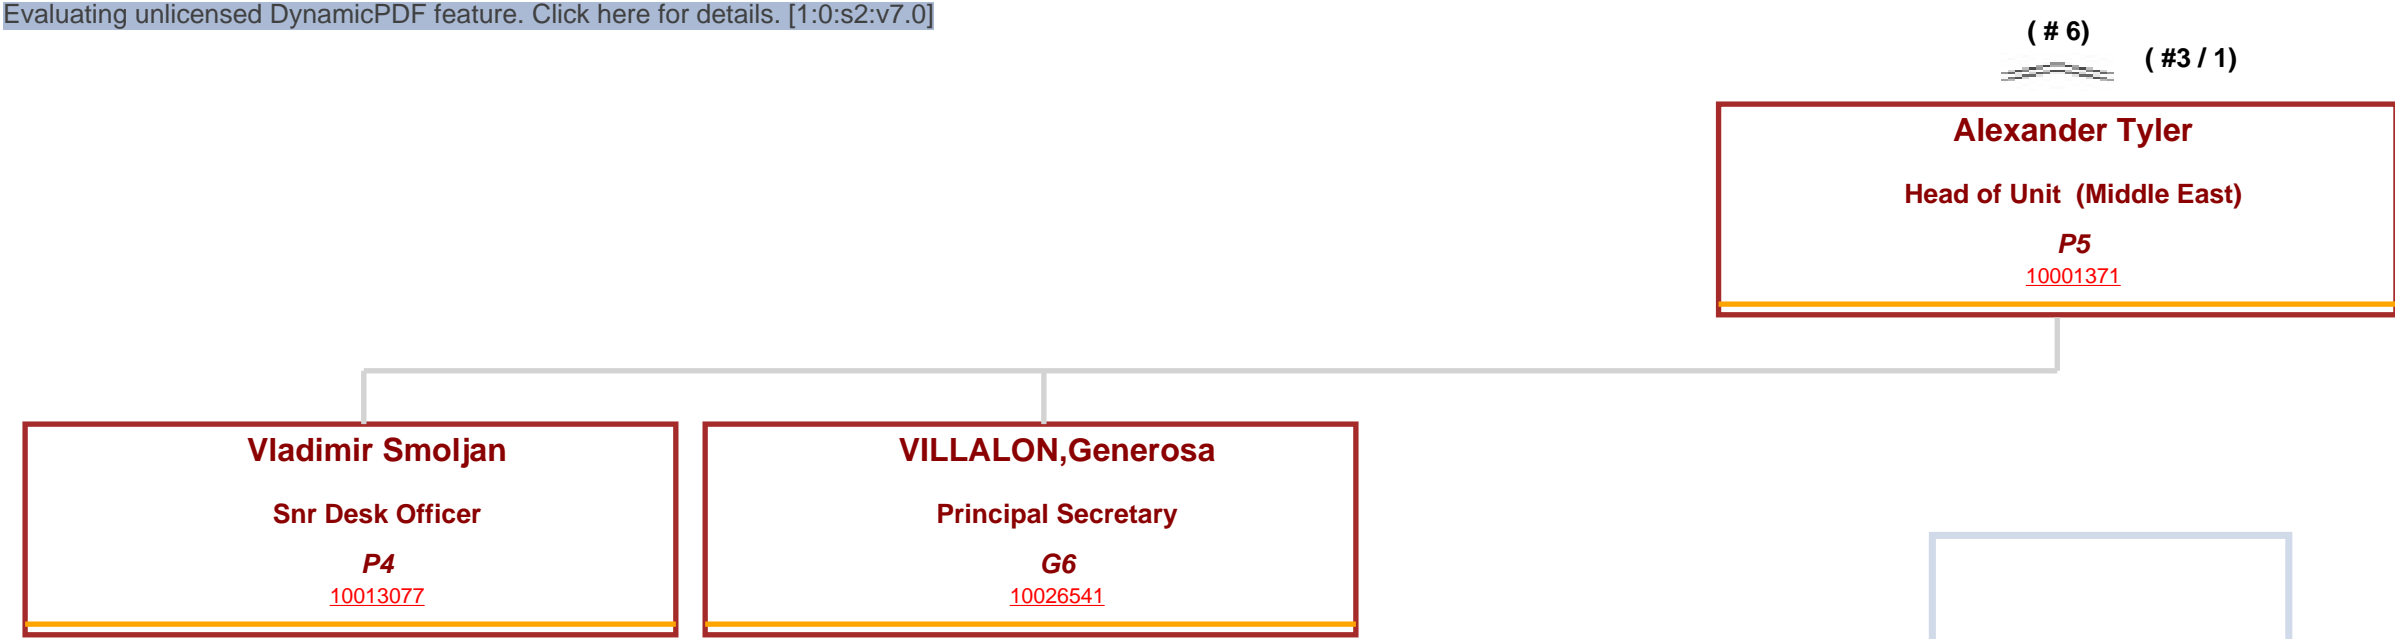 Evaluating unlicensed DynamicPDF feature. Click here for details. [1:0:s2:v7.0]
( # 6)
( #3 / 1)
Alexander Tyler
Head of Unit  (Middle East)
P5
10001371
Vladimir Smoljan
Snr Desk Officer
P4
10013077
VILLALON,Generosa
Principal Secretary
G6
10026541